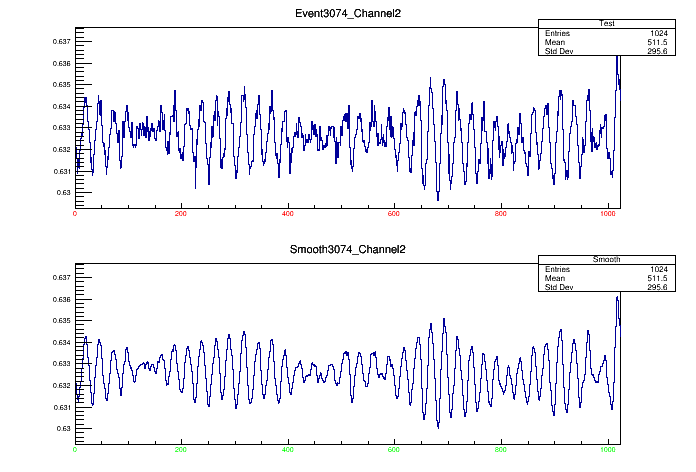 Event3074_Channel2
Test
Entries 1024
Mean 511.5
Std Dev 295.6
0.637
0.636
0.635
0.634
0.633
0.632
0.631
0.63
0 200 400 600 800 1000
Smooth3074_Channel2
Smooth
Entries 1024
Mean 511.5
Std Dev 295.6
0.637
0.636
0.635
0.634
0.633
0.632
0.631
0.63
0 200 400 600 800 1000